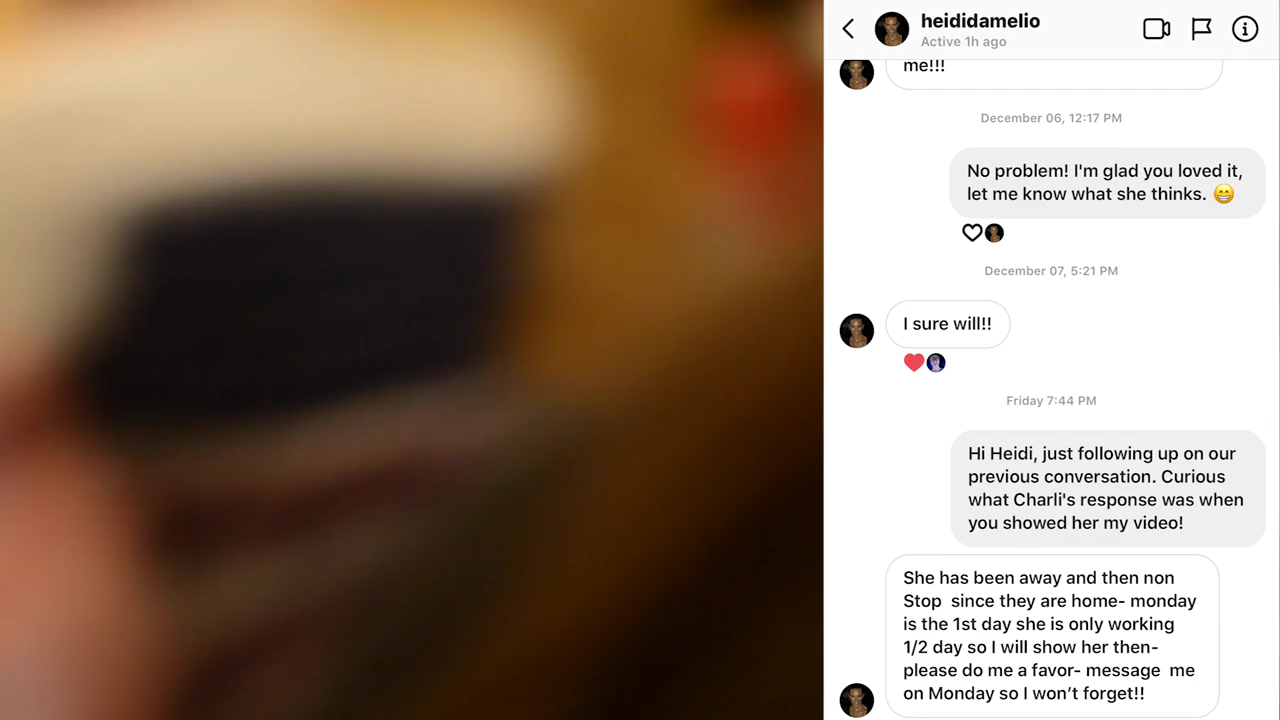 heididamelio
Active 1h ago
me!!!
December 06, 12:17 PM
No problem! I'm glad you loved it,
let me know what she thinks. 😁
December 07, 5:21 PM
I sure will!!
Friday 7:44 PM
Hi Heidi, just following up on our
previous conversation. Curious
what Charli's response was when
you showed her my video!
She has been away and then non
Stop  since they are home- monday
is the 1st day she is only working
1/2 day so I will show her then-
please do me a favor- message  me
on Monday so I won’t forget!!